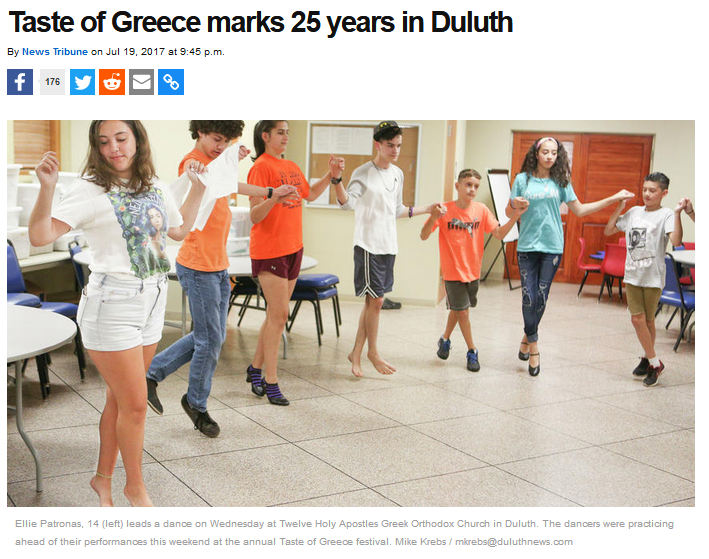 Taste of Greece marks 25 years in Duluth
By News Tribune on Jul 19, 2017 at 9:45 p.m.
176
Ellie Patronas, 14 (left) leads a dance on Wednesday at Twelve Holy Apostles Greek Orthodox Church in Duluth. The dancers were practicing
ahead of their performances this weekend at the annual Taste of Greece festival. Mike Krebs / mkrebs@duluthnews.com